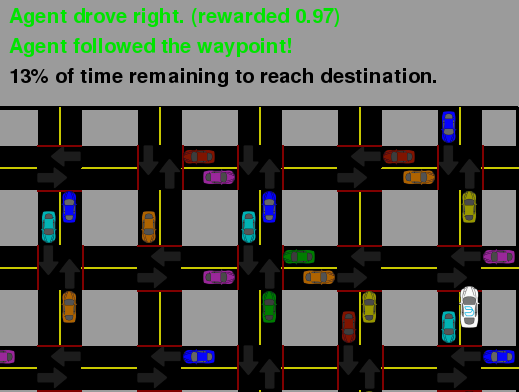 Agent drove right. (rewarded 0.97)
Agent followed the waypoint!
13% of time remaining to reach destination.